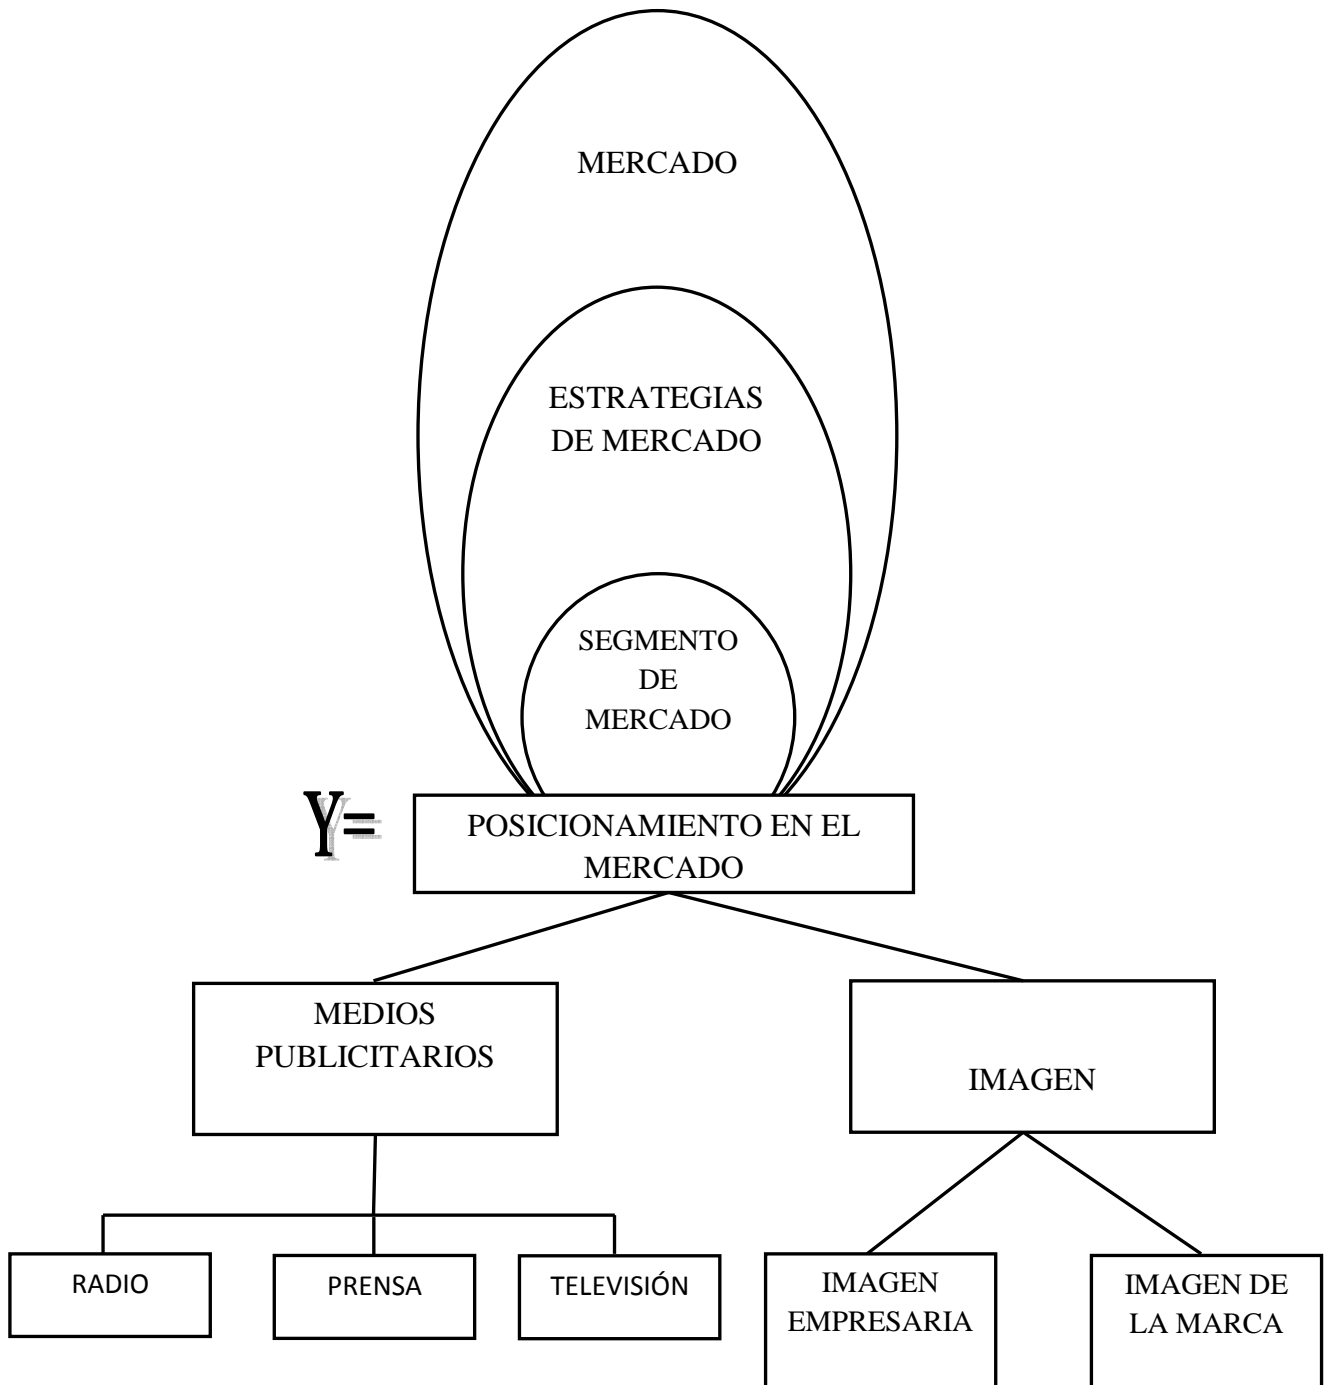 MERCADO
ESTRATEGIAS
DE MERCADO
SEGMENTO
DE
MERCADO
Y=
POSICIONAMIENTO EN EL
MERCADO
MEDIOS
PUBLICITARIOS
IMAGEN
RADIO
PRENSA
TELEVISIÓN
IMAGEN
EMPRESARIA
IMAGEN DE
LA MARCA